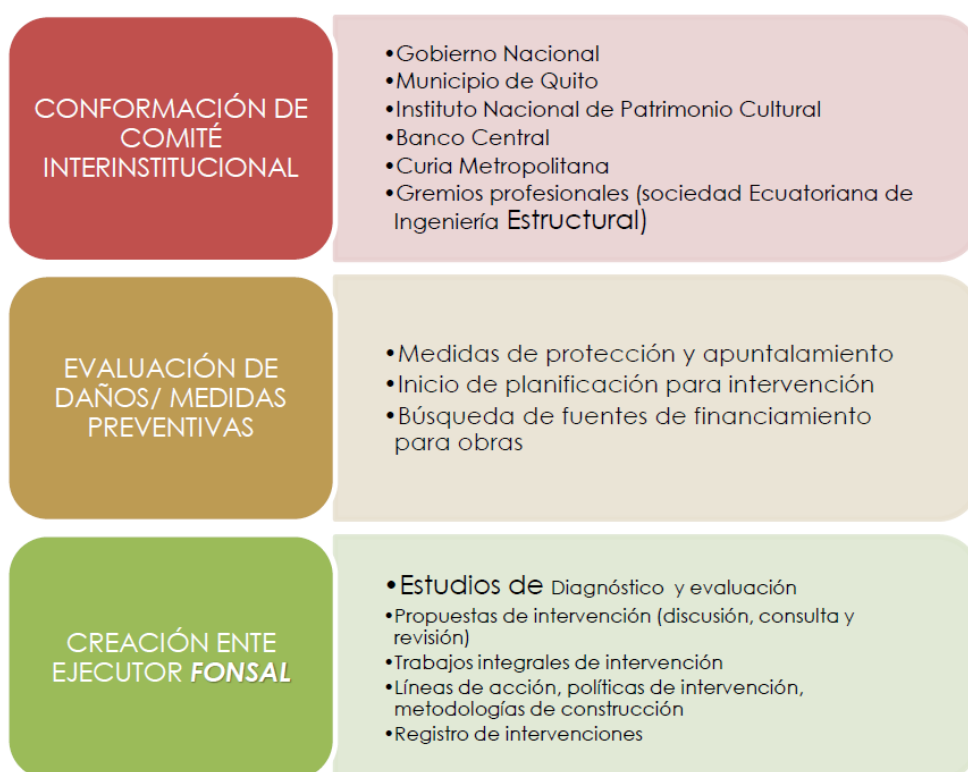 CONFORMACIÓN DE
COMITÉ
INTERINSTITUCIONAL
•Gobierno Nacional
•Municipio de Quito
•Instituto Nacional de Patrimonio Cultural
•Banco Central
•Curia Metropolitana
•Gremios profesionales (sociedad Ecuatoriana de
Ingeniería Estructural)
EVALUACIÓN DE
DAÑOS/ MEDIDAS
PREVENTIVAS
•Medidas de protección y apuntalamiento
•Inicio de planificación para intervención
•Búsqueda de fuentes de financiamiento
para obras
CREACIÓN ENTE
EJECUTOR FONSAL
•Estudios de Diagnóstico y evaluación
•Propuestas de intervención (discusión, consulta y
revisión)
•Trabajos integrales de intervención
•Líneas de acción, políticas de intervención,
metodologías de construcción
•Registro de intervenciones